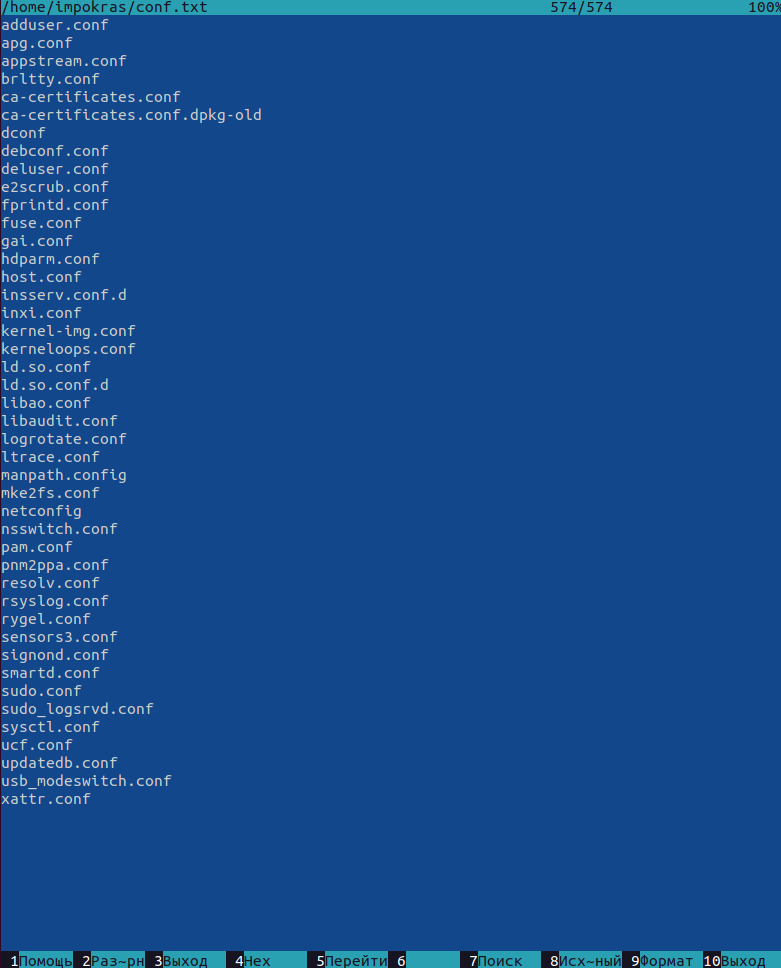 /home/impokras/conf.txt 574/574 100%
adduser.conf
apg.conf
appstream.conf
brltty.conf
ca-certificates.conf
ca-certificates.conf.dpkg-old
dconf
debconf.conf
deluser.conf
e2scrub.conf
fprintd.conf
fuse.conf
gai.conf
hdparm.conf
host.conf
insserv.conf.d
inxi.conf
kernel-img.conf
kerneloops.conf
ld.so.conf
ld.so.conf.d
libao.conf
libaudit.conf
logrotate.conf
ltrace.conf
manpath.config
mke2fs.conf
netconfig
nsswitch.conf
pam.conf
pnm2ppa.conf
resolv.conf
rsyslog.conf
rygel.conf
sensors3.conf
signond.conf
smartd.conf
sudo.conf
sudo_logsrvd.conf
sysctl.conf
ucf.conf
updatedb.conf
usb_modeswitch.conf
xattr.conf
1Помощь 2Раз~рн 3Выход 4Hex 5Перейти 6 7Поиск 8Исх~ный 9Формат 10Выход